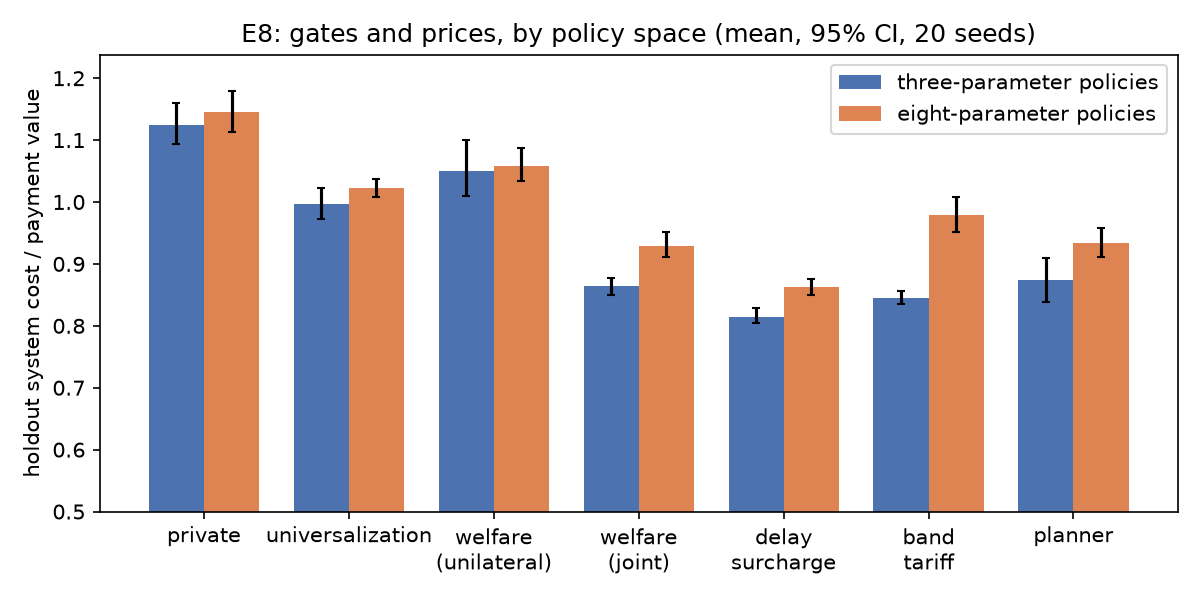 E8: gates and prices, by policy space (mean, 95% CI, 20 seeds)
three-parameter policies
eight-parameter policies
holdout system cost / payment value
1.2
1.1
1.0
0.9
0.8
0.7
0.6
0.5
private
universalization
welfare
(unilateral)
welfare
(joint)
delay
surcharge
band
tariff
planner